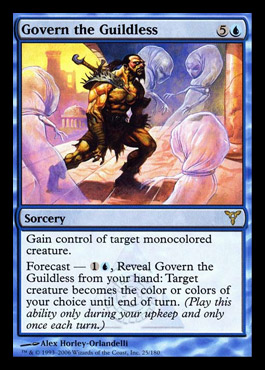 Govern the Guildless 5
Sorcery
Gain control of target monocolored
creature.
Forecast — 1, Reveal Govern the
Guildless from your hand: Target
creature becomes the color or colors of
your choice until end of turn. (Play this
ability only during your upkeep and only
once each turn.)
Alex Horley-Orlandelli
™ & © 1993-2006 Wizards of the Coast, Inc. 25/180